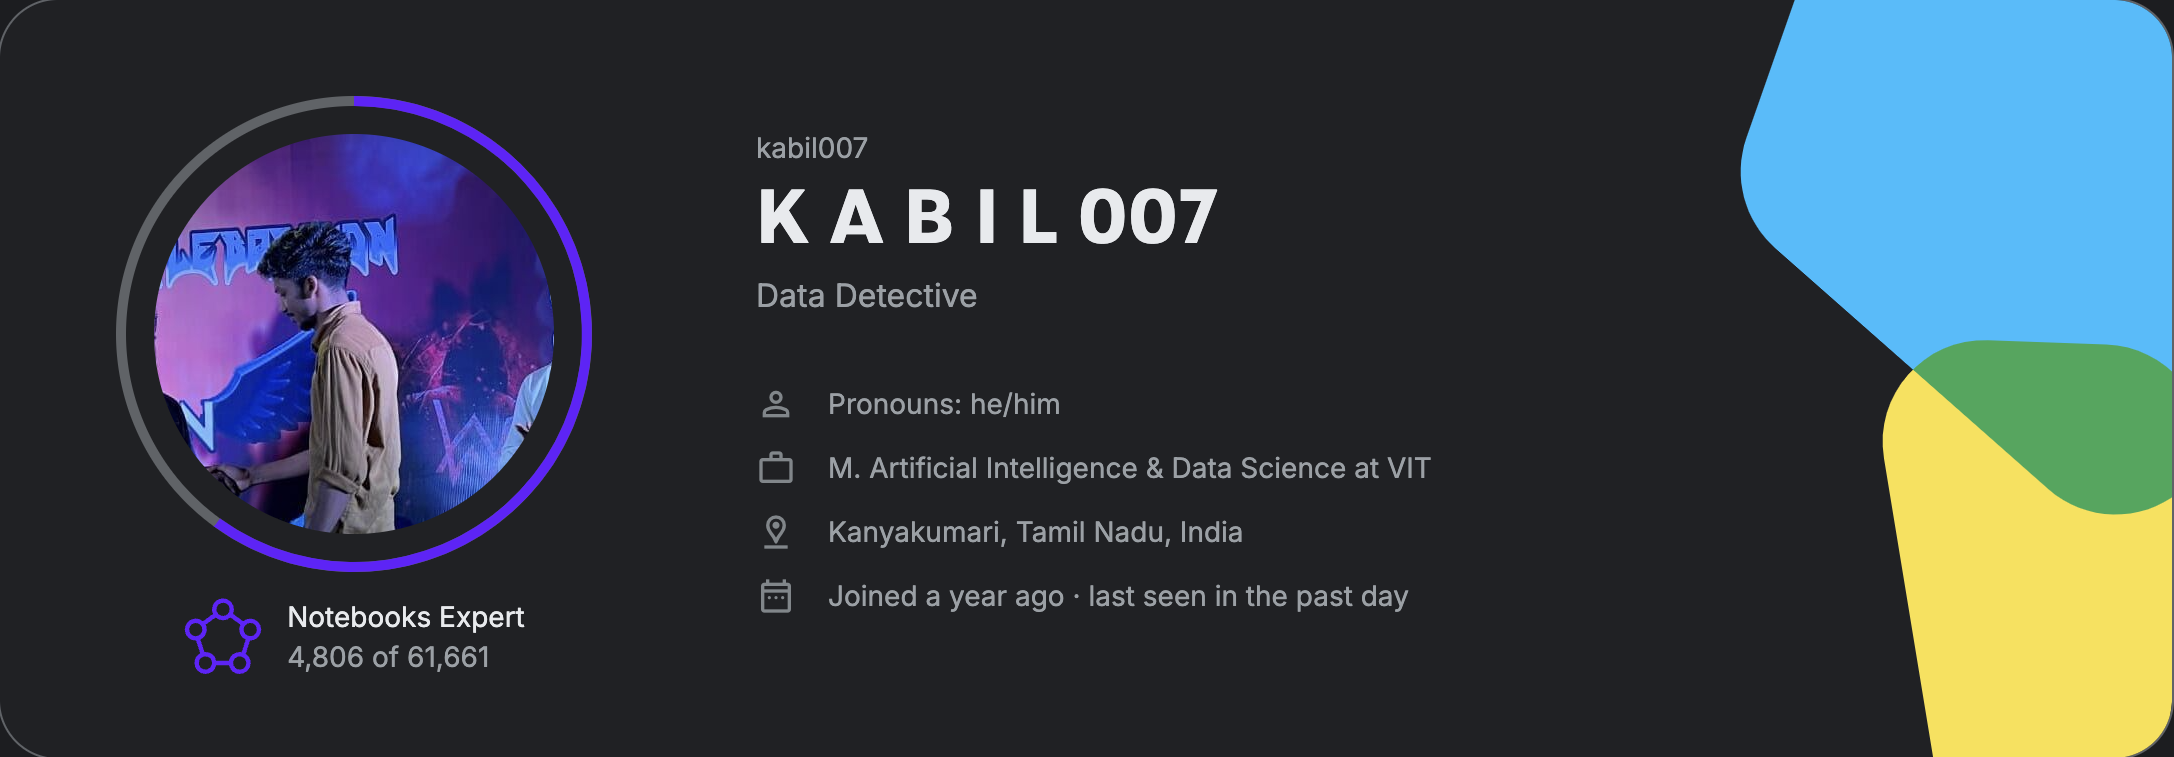 kabil007
K A B I L 007
Data Detective
Pronouns: he/him
M. Artificial Intelligence & Data Science at VIT
Kanyakumari, Tamil Nadu, India
Joined a year ago · last seen in the past day
Notebooks Expert
4,806 of 61,661